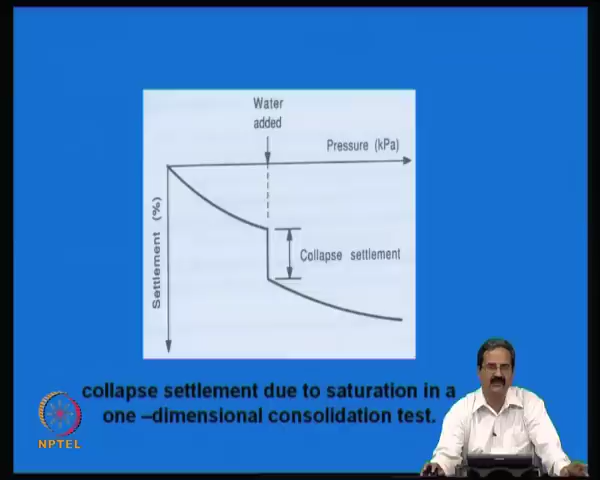 Water
added
Pressure (kPa)
Settlement (%)
Collapse settlement
collapse settlement due to saturation in a
one –dimensional consolidation test.
NPTEL